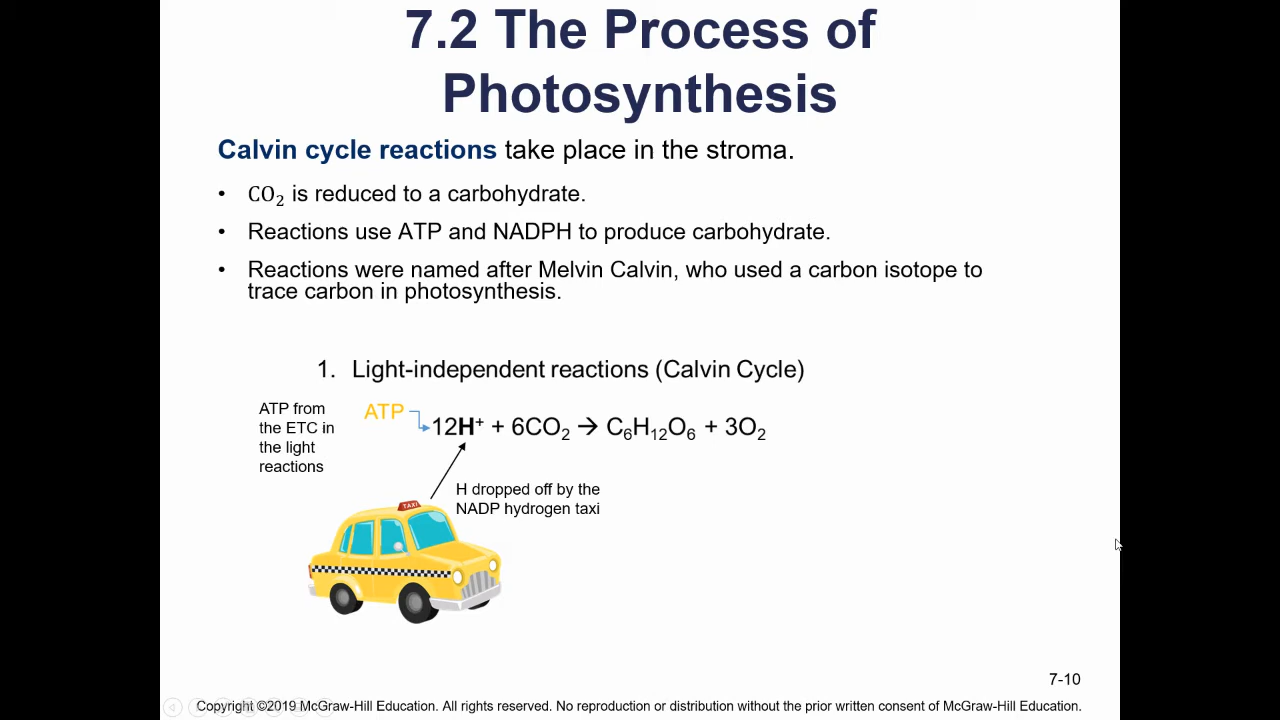 7.2 The Process of
Photosynthesis
Calvin cycle reactions take place in the stroma.
• CO₂ is reduced to a carbohydrate.
• Reactions use ATP and NADPH to produce carbohydrate.
• Reactions were named after Melvin Calvin, who used a carbon isotope to
trace carbon in photosynthesis.
1. Light-independent reactions (Calvin Cycle)
ATP from
the ETC in
the light
reactions
ATP
12H⁺ + 6CO₂ → C₆H₁₂O₆ + 3O₂
H dropped off by the
NADP hydrogen taxi
TAXI
7-10
Copyright ©2019 McGraw-Hill Education. All rights reserved. No reproduction or distribution without the prior written consent of McGraw-Hill Education.